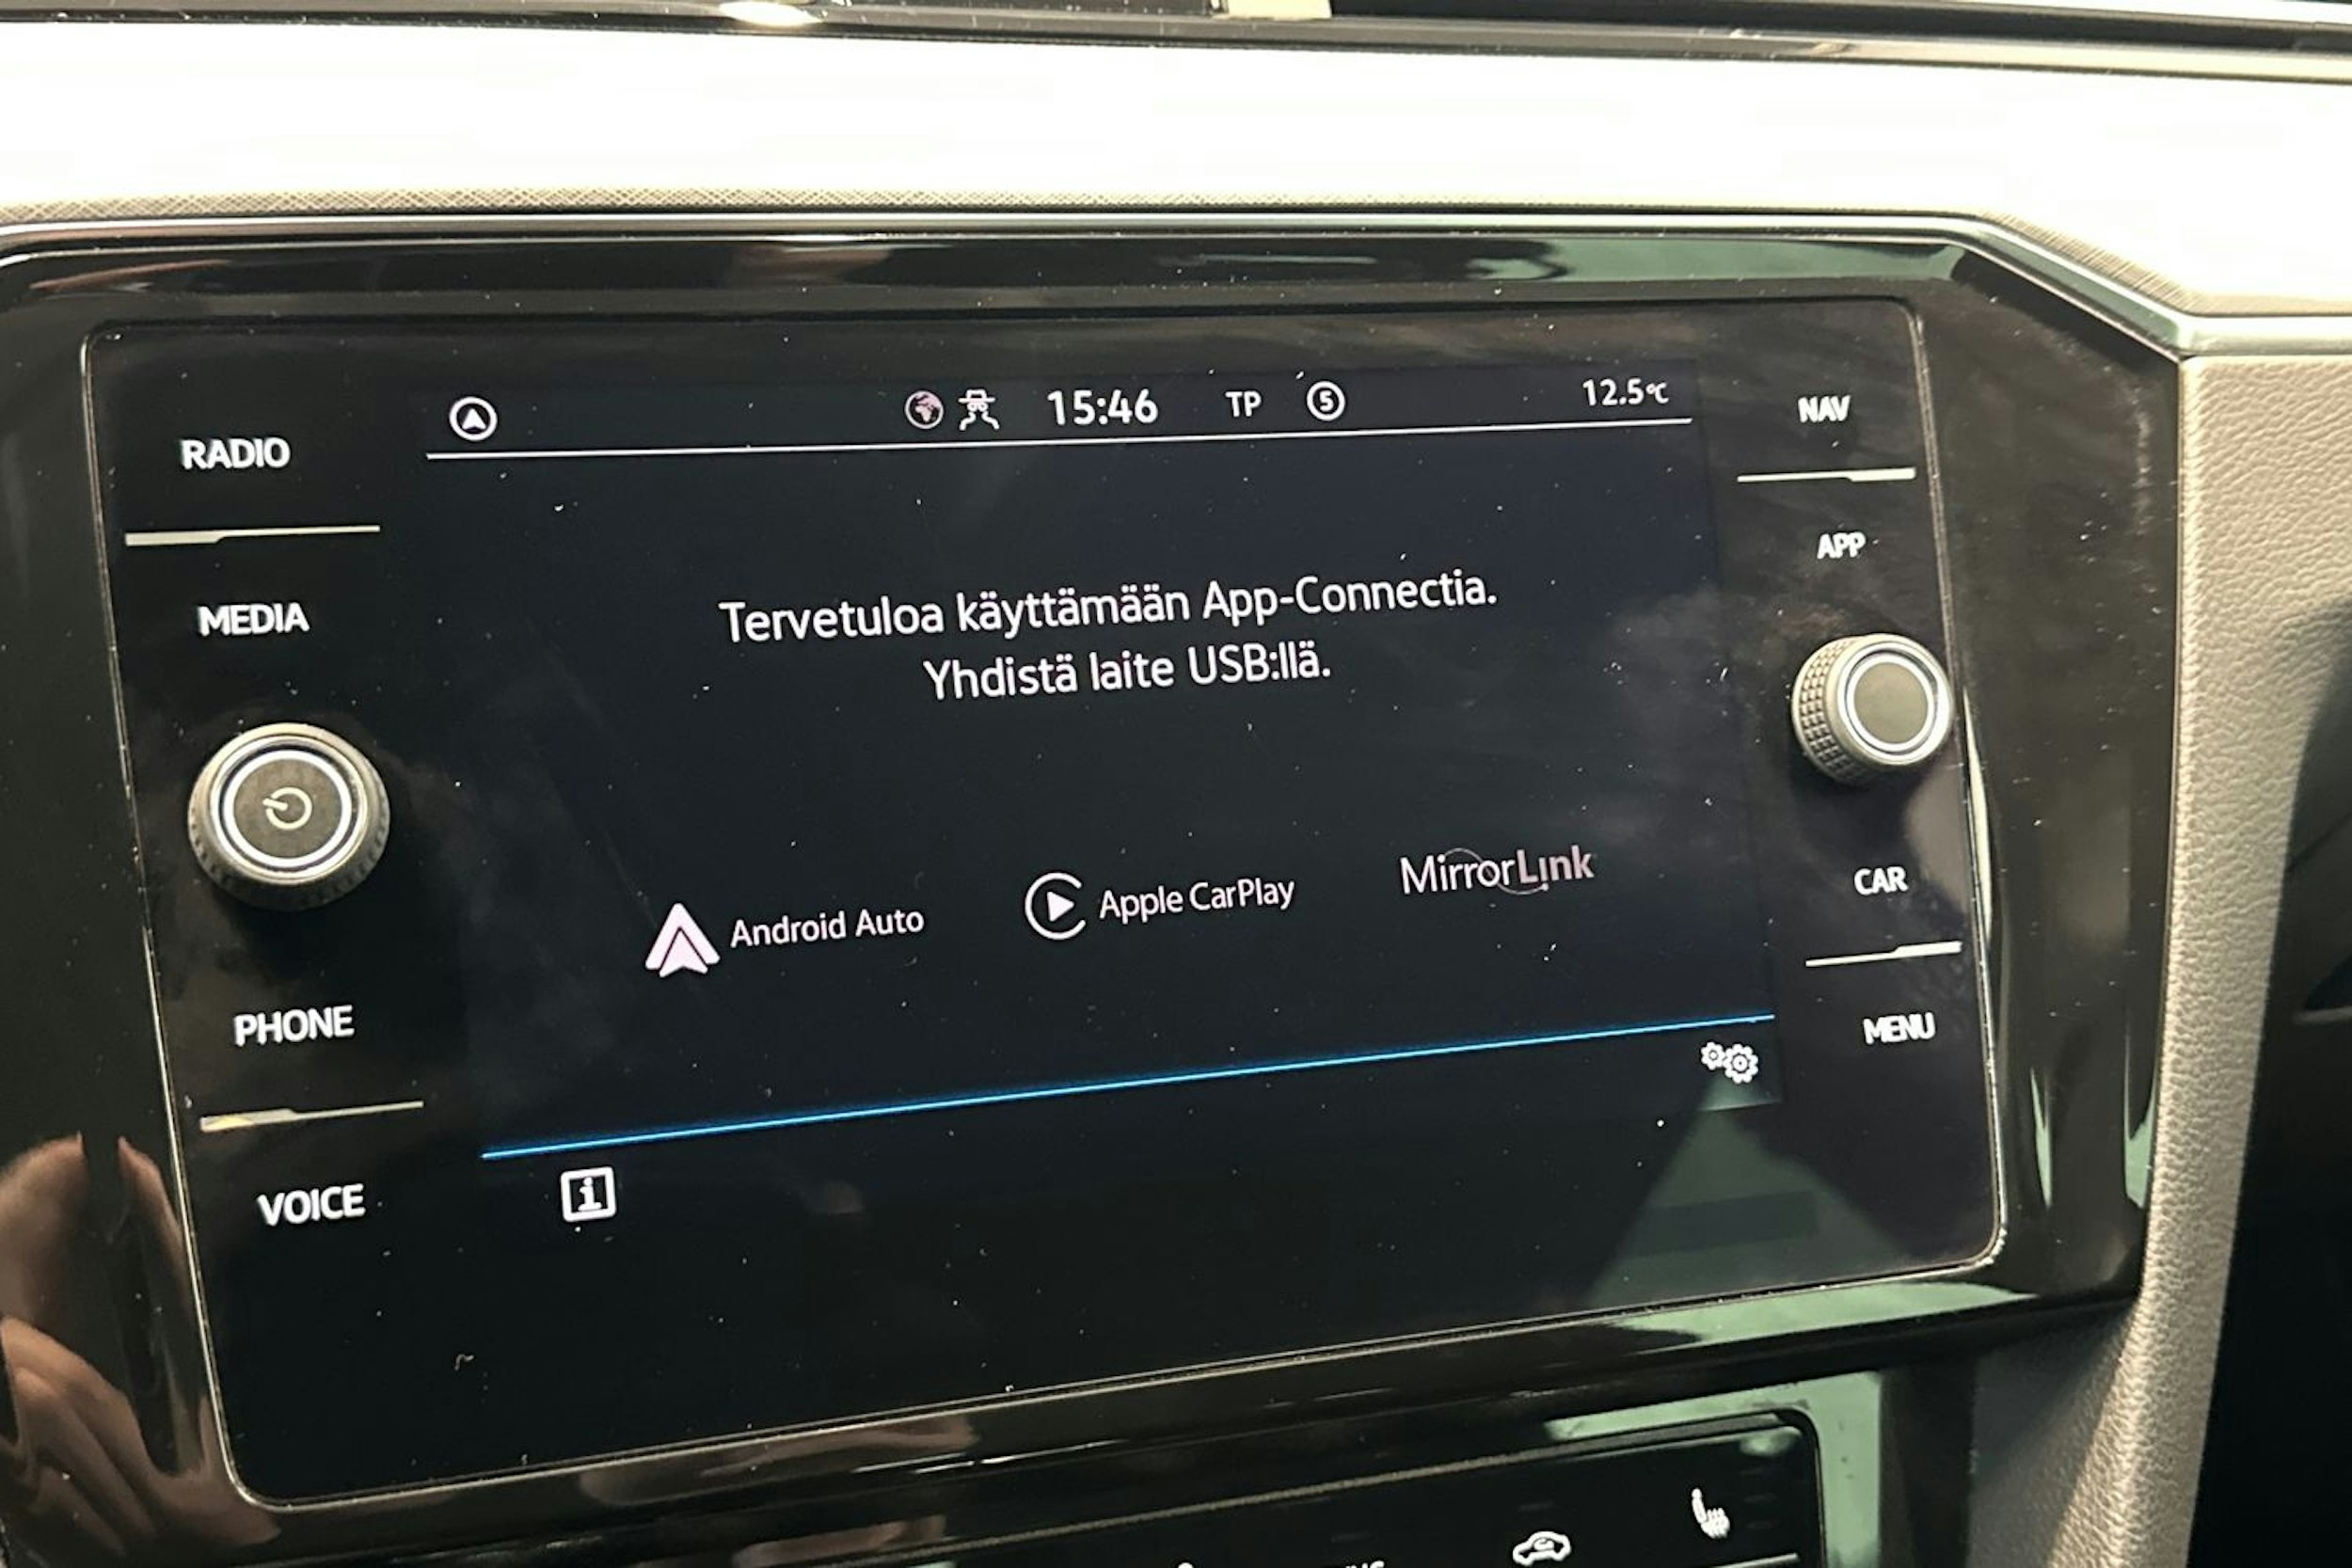 15:46 TP 5 12.5°C
RADIO
MEDIA
PHONE
VOICE
Tervetuloa käyttämään App-Connectia.
Yhdistä laite USB:llä.
Android Auto
Apple CarPlay
MirrorLink
i
NAV
APP
CAR
MENU